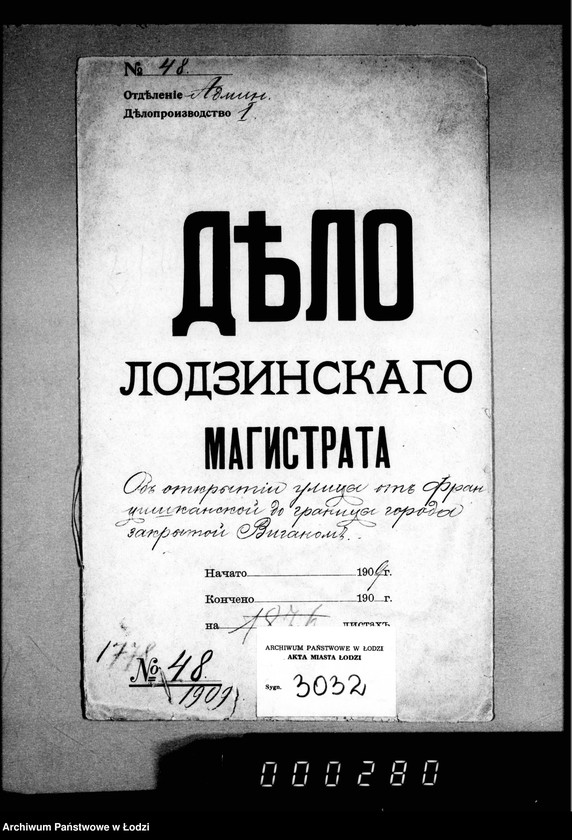 № 48.
Отдѣленіе Админ.
Дѣлопроизводство I.
ДѢЛО
ЛОДЗИНСКАГО
МАГИСТРАТА
Объ открытіи улицы отъ Фран
цишканской до границы города
закрытой Виганомъ.
Начато 1909 г.
Кончено 190 г.
на листахъ
1778
№ 48
1909
ARCHIWUM PAŃSTWOWE W ŁODZI
AKTA MIASTA ŁODZI
Sygn. 3032
000280
Archiwum Państwowe w Łodzi